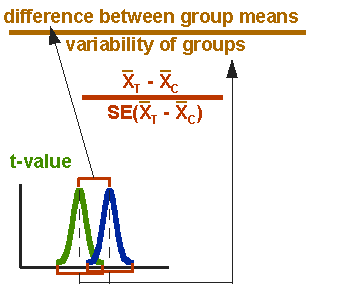 difference between group means
variability of groups
X̅T - X̅C
SE(X̅T - X̅C)
t-value